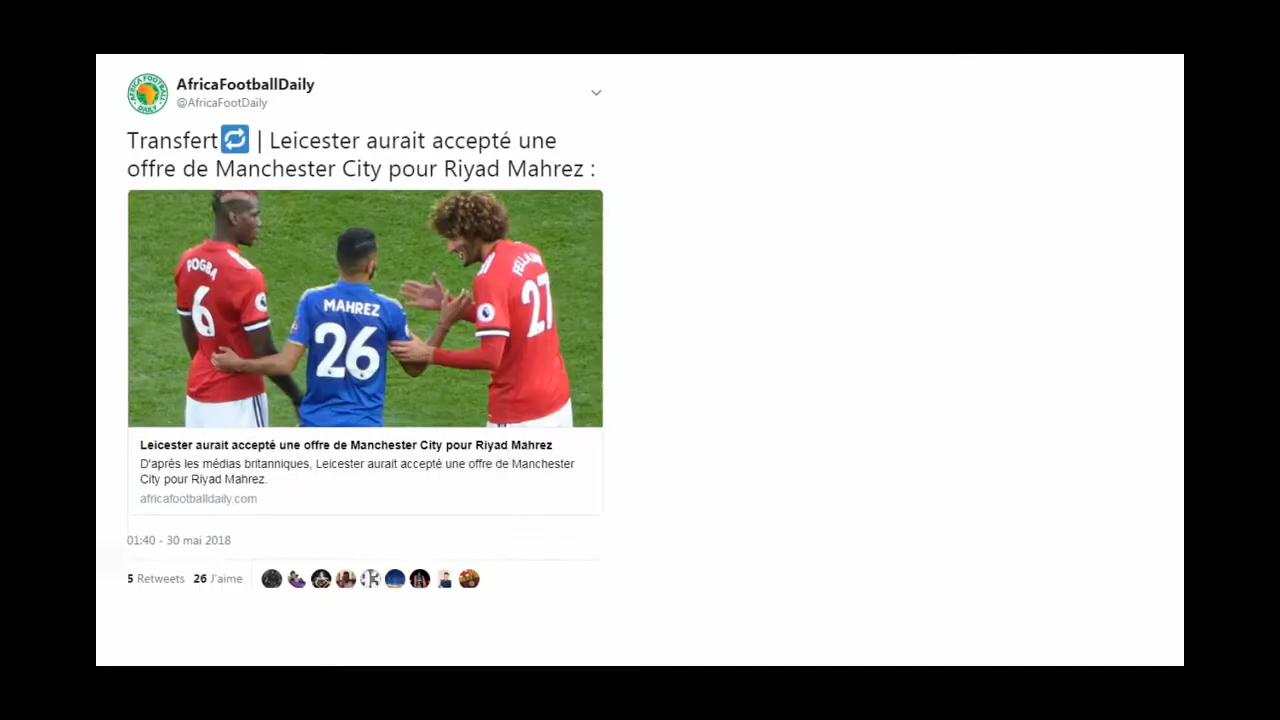 AfricaFootballDaily
@AfricaFootDaily
Transfert | Leicester aurait accepté une
offre de Manchester City pour Riyad Mahrez :
POGBA
6
MAHREZ
26
27
Leicester aurait accepté une offre de Manchester City pour Riyad Mahrez
D'après les médias britanniques, Leicester aurait accepté une offre de Manchester
City pour Riyad Mahrez.
africafootballdaily.com
01:40 - 30 mai 2018
5 Retweets 26 J'aime